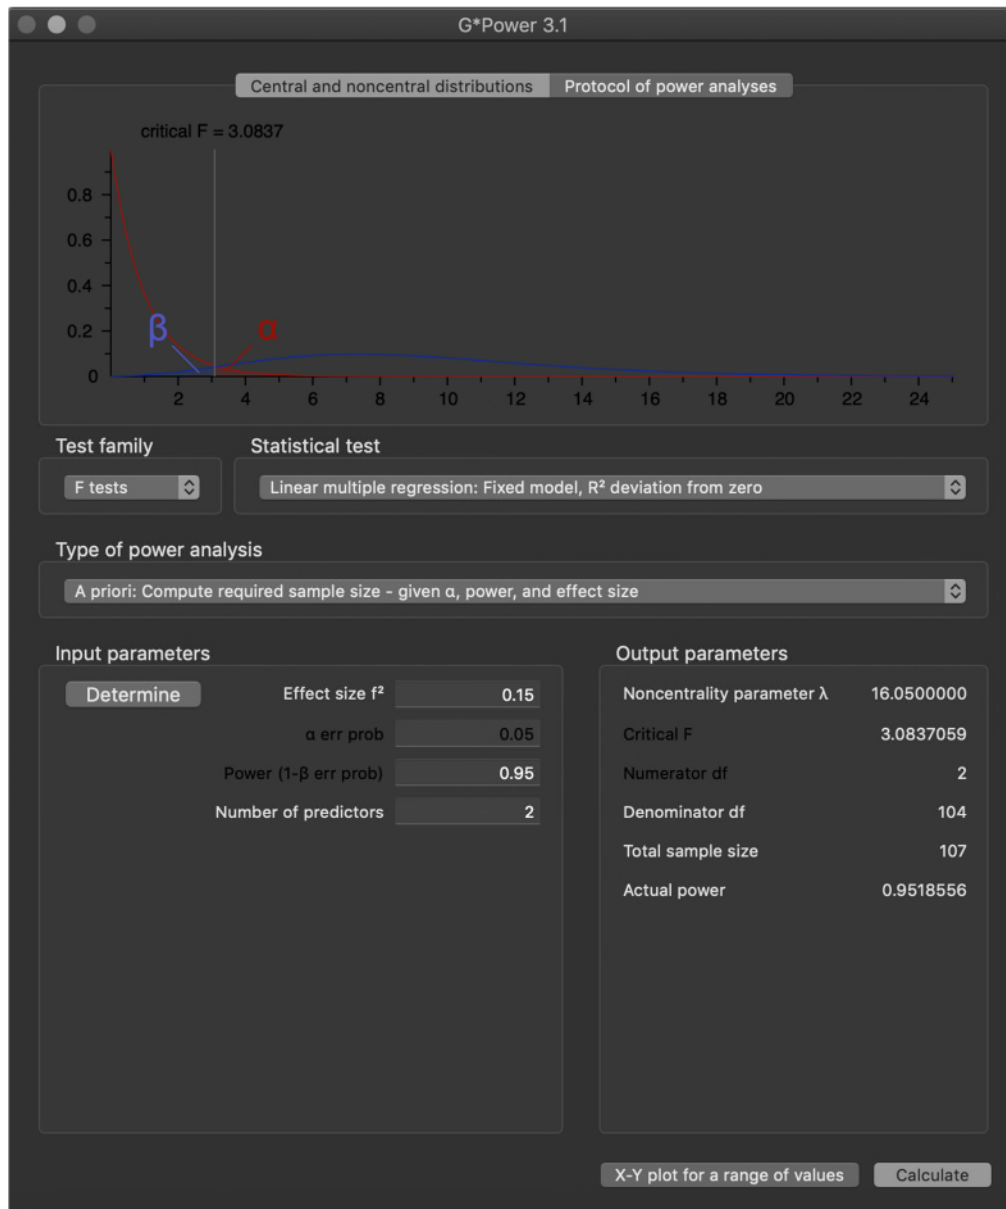 G*Power 3.1
Central and noncentral distributions Protocol of power analyses
critical F = 3.0837
0.8
0.6
0.4
0.2
0
β
α
2 4 6 8 10 12 14 16 18 20 22 24
Test family Statistical test
F tests Linear multiple regression: Fixed model, R² deviation from zero
Type of power analysis
A priori: Compute required sample size - given α, power, and effect size
Input parameters
Determine Effect size f² 0.15
α err prob 0.05
Power (1-β err prob) 0.95
Number of predictors 2
Output parameters
Noncentrality parameter λ 16.0500000
Critical F 3.0837059
Numerator df 2
Denominator df 104
Total sample size 107
Actual power 0.9518556
X-Y plot for a range of values Calculate